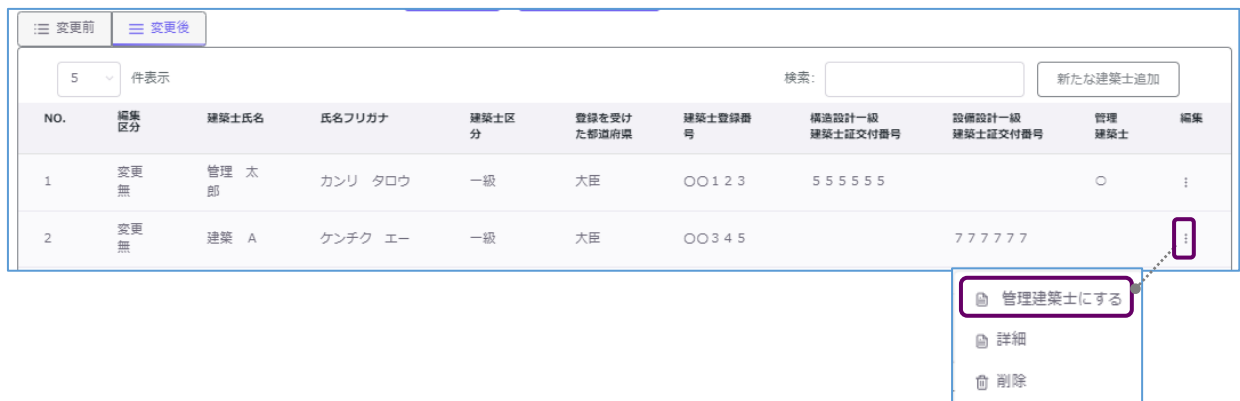 変更前 変更後
5 件表示 検索: 新たな建築士追加
NO. 編集区分 建築士氏名 氏名フリガナ 建築士区分 登録を受けた都道府県 建築士登録番号 構造設計一級建築士証交付番号 設備設計一級建築士証交付番号 管理建築士 編集
1 変更無 管理　太郎 カンリ　タロウ 一級 大臣 〇〇１２３ ５５５５５５ ○ ⋮
2 変更無 建築　Ａ ケンチク　エー 一級 大臣 〇〇３４５ ７７７７７７ ⋮
管理建築士にする
詳細
削除